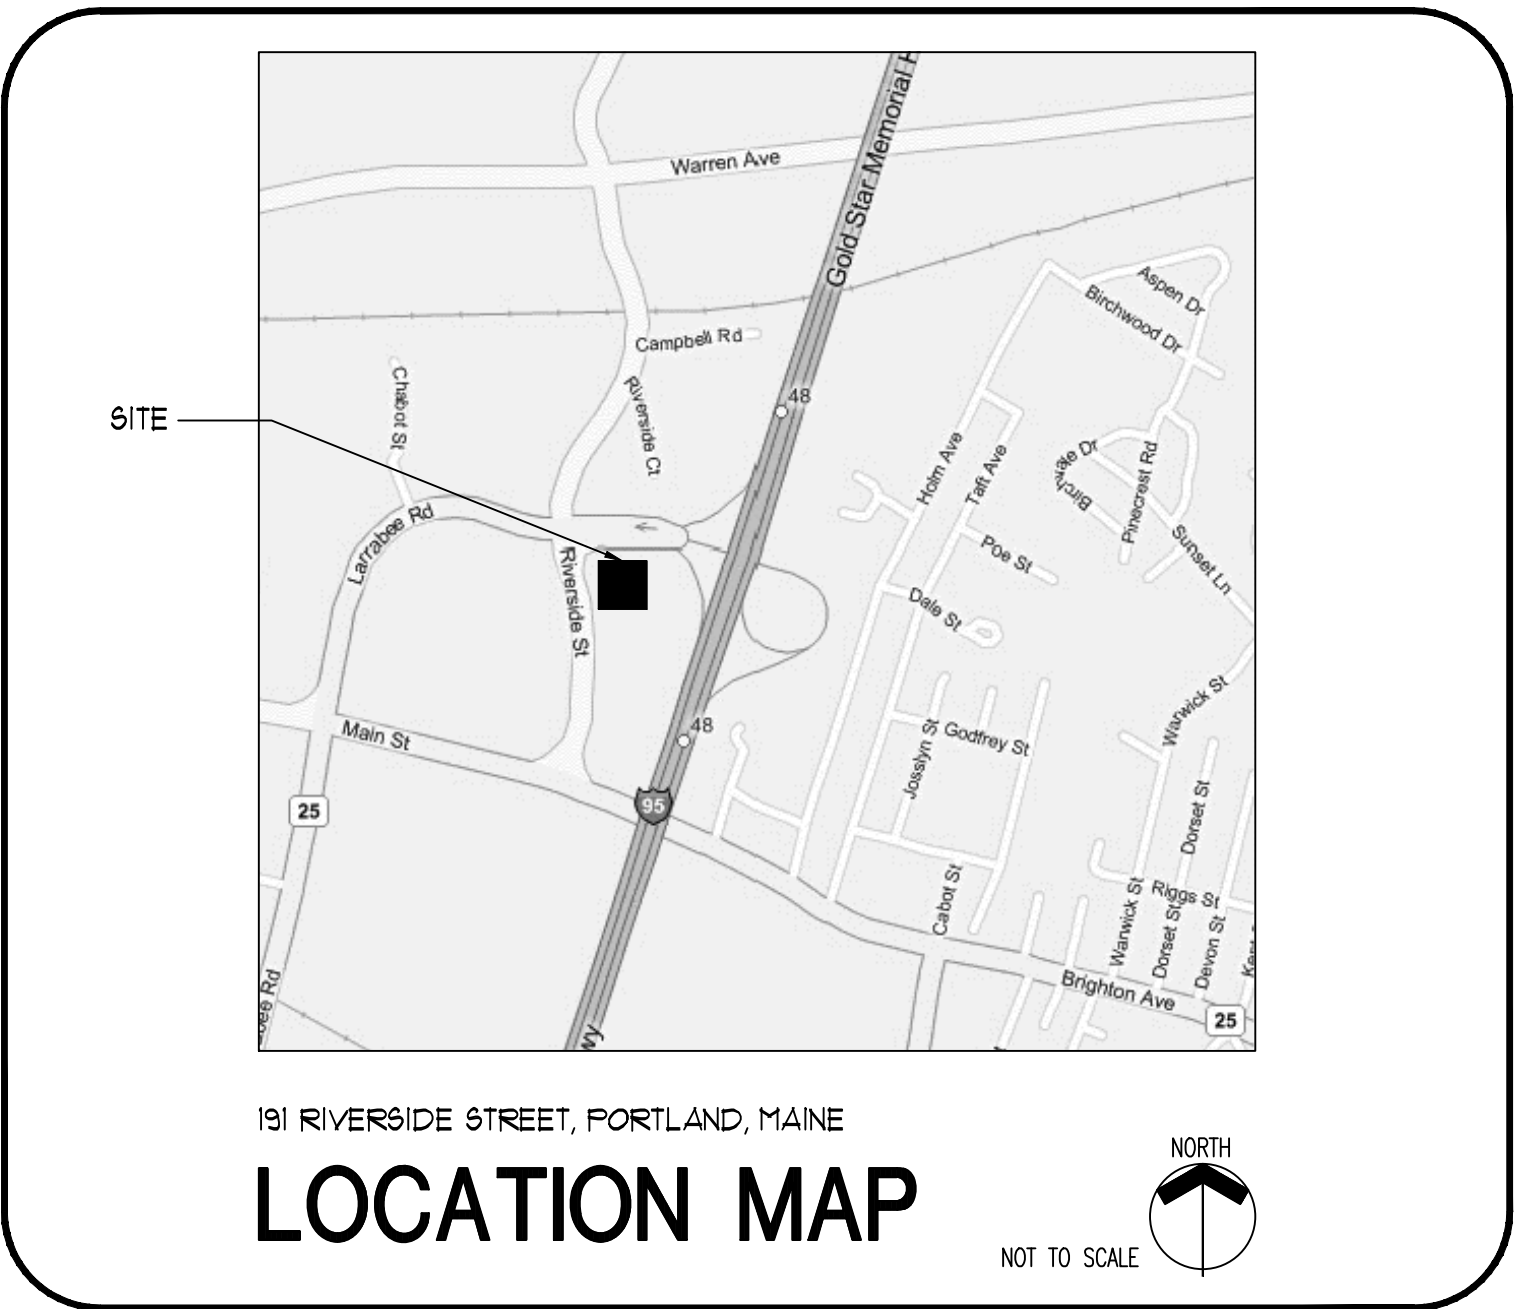 Gold Star Memorial H
Warren Ave
Aspen Dr
Birchwood Dr
Campbell Rd
Chabot St
Riverside Ct
48
SITE
Holm Ave
Taft Ave
Pinecrest Rd
Larrabee Rd
Riverside St
Poe St
Sunset Ln
Dale St
Warwick St
48
Main St
Josslyn St
Godfrey St
95
25
Dorset St
Cabot St
Riggs St
Warwick St
Dorset St
Devon St
bee Rd
Brighton Ave
25
wy
191 RIVERSIDE STREET, PORTLAND, MAINE
LOCATION MAP
NORTH
NOT TO SCALE